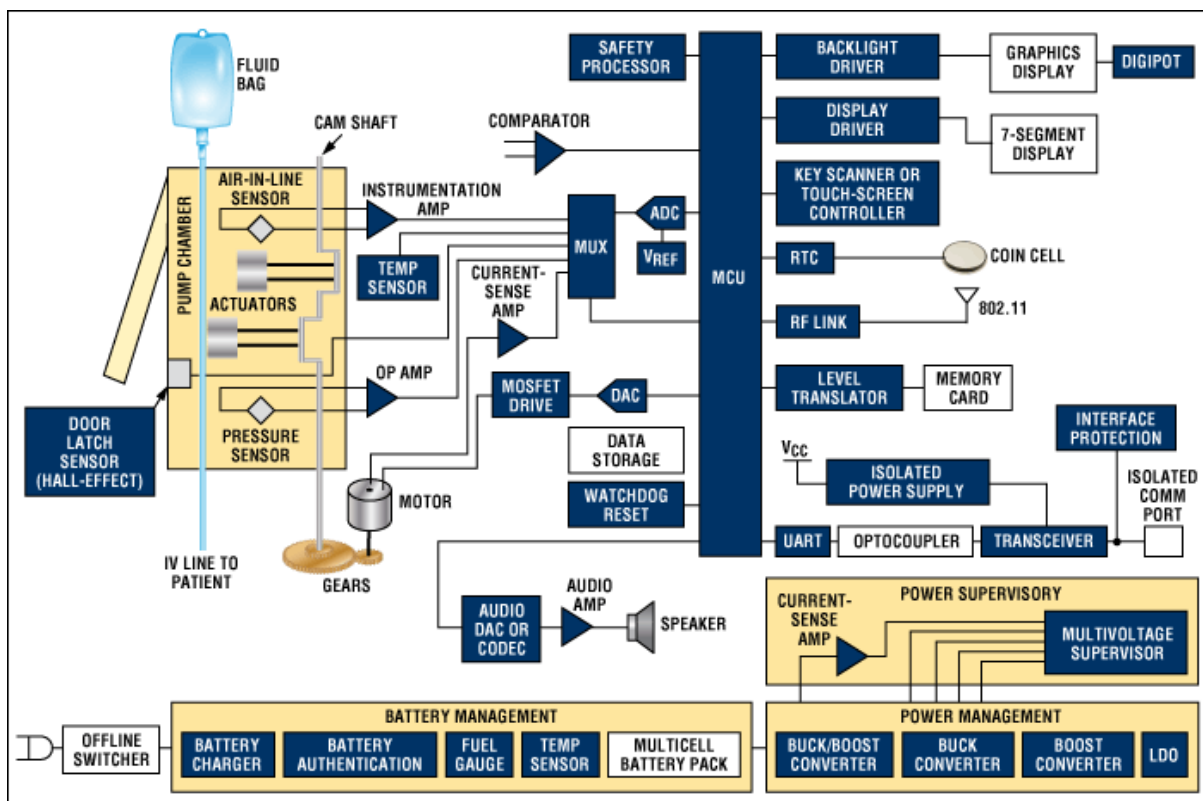 FLUID
BAG
CAM SHAFT
PUMP CHAMBER
AIR-IN-LINE
SENSOR
INSTRUMENTATION
AMP
TEMP
SENSOR
ACTUATORS
CURRENT-
SENSE
AMP
OP AMP
PRESSURE
SENSOR
DOOR
LATCH
SENSOR
(HALL-EFFECT)
IV LINE TO
PATIENT
GEARS
MOTOR
MOSFET
DRIVE
DAC
DATA
STORAGE
WATCHDOG
RESET
SAFETY
PROCESSOR
COMPARATOR
MUX
ADC
VREF
MCU
BACKLIGHT
DRIVER
GRAPHICS
DISPLAY
DIGIPOT
DISPLAY
DRIVER
7-SEGMENT
DISPLAY
KEY SCANNER OR
TOUCH-SCREEN
CONTROLLER
RTC
COIN CELL
RF LINK
802.11
LEVEL
TRANSLATOR
MEMORY
CARD
INTERFACE
PROTECTION
VCC
ISOLATED
POWER SUPPLY
ISOLATED
COMM
PORT
UART
OPTOCOUPLER
TRANSCEIVER
AUDIO
DAC OR
CODEC
AUDIO
AMP
SPEAKER
POWER SUPERVISORY
CURRENT-
SENSE
AMP
MULTIVOLTAGE
SUPERVISOR
OFFLINE
SWITCHER
BATTERY MANAGEMENT
BATTERY
CHARGER
BATTERY
AUTHENTICATION
FUEL
GAUGE
TEMP
SENSOR
MULTICELL
BATTERY PACK
POWER MANAGEMENT
BUCK/BOOST
CONVERTER
BUCK
CONVERTER
BOOST
CONVERTER
LDO